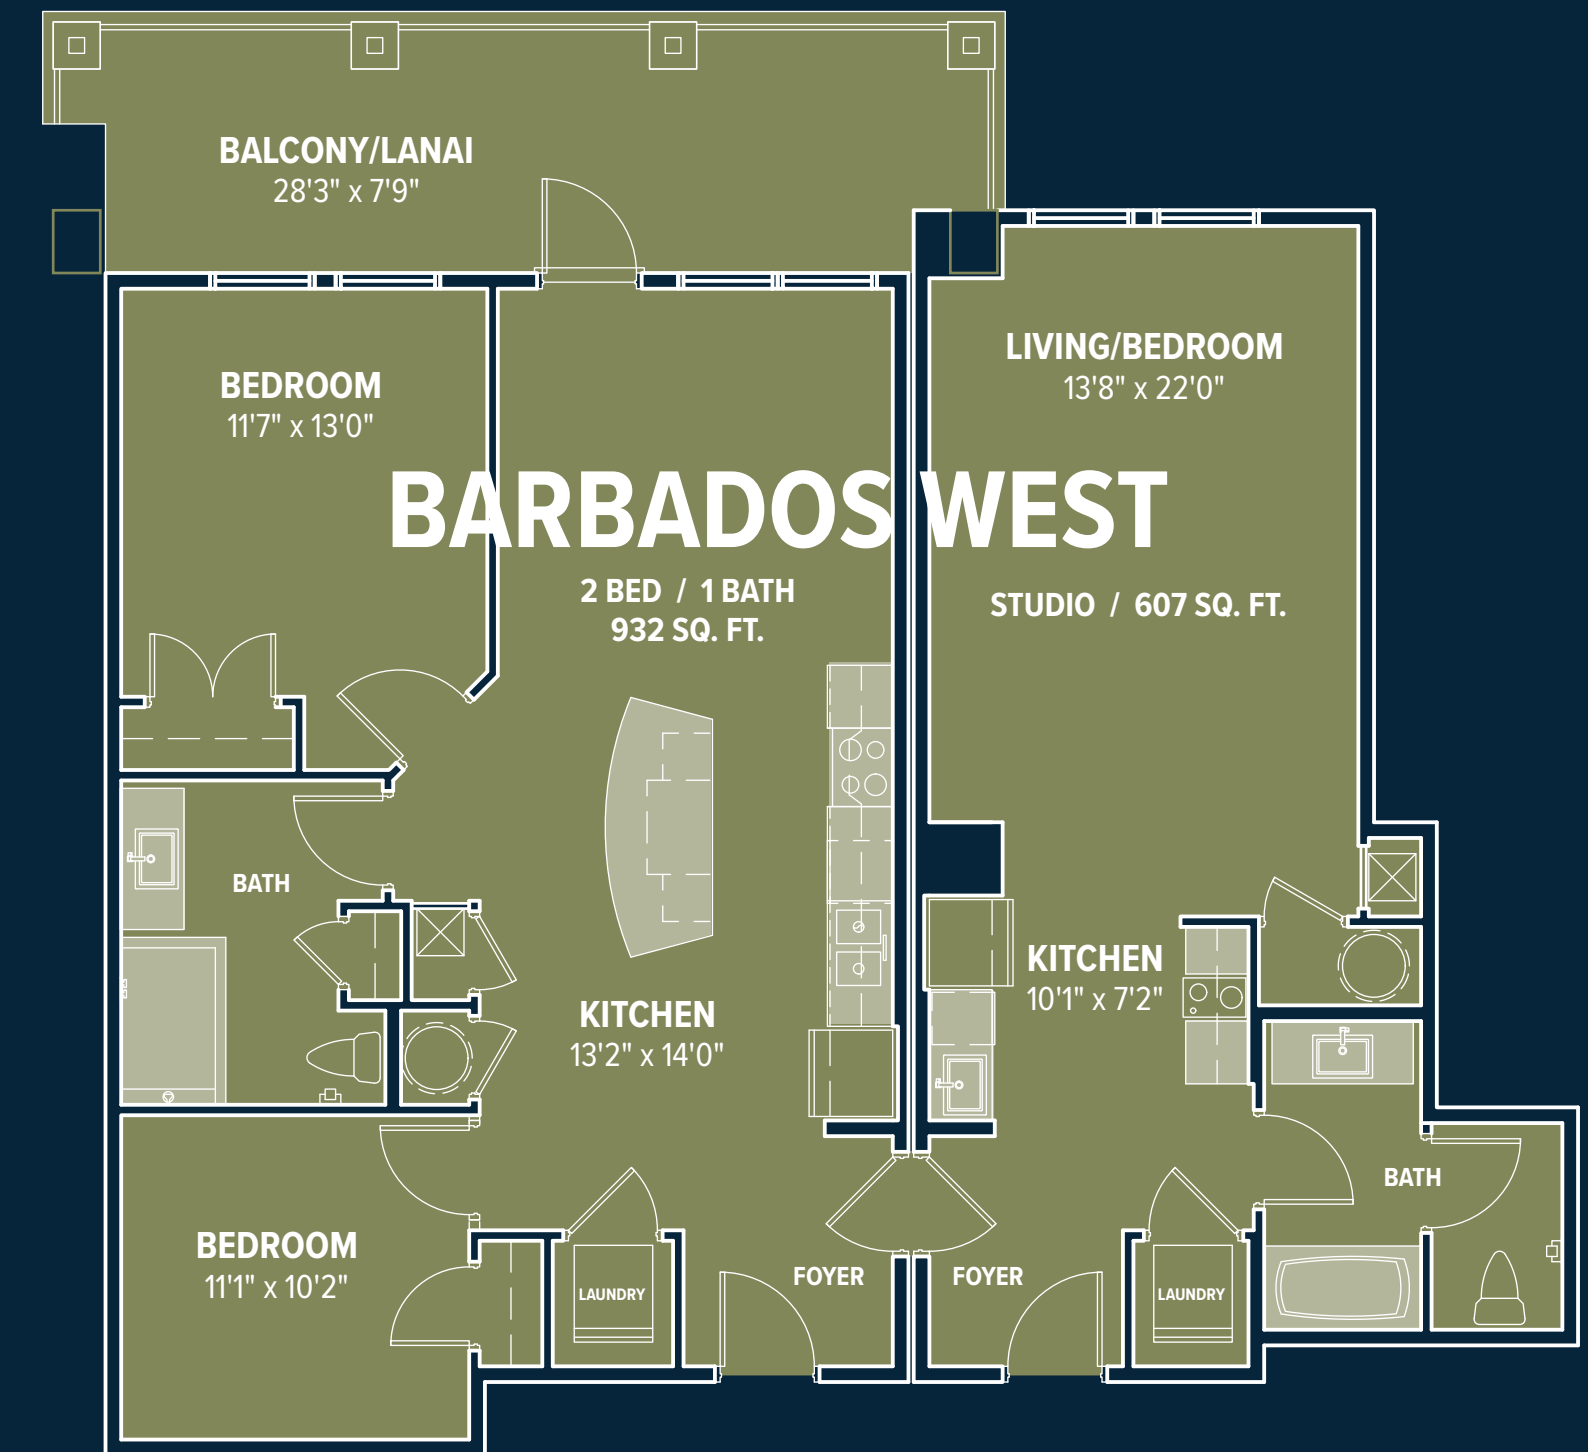 BALCONY/LANAI
28'3" x 7'9"
LIVING/BEDROOM
13'8" x 22'0"
BEDROOM
11'7" x 13'0"
BARBADOS WEST
2 BED / 1 BATH
932 SQ. FT.
STUDIO / 607 SQ. FT.
BATH
KITCHEN
10'1" x 7'2"
KITCHEN
13'2" x 14'0"
BATH
BEDROOM
11'1" x 10'2"
FOYER
FOYER
LAUNDRY
LAUNDRY